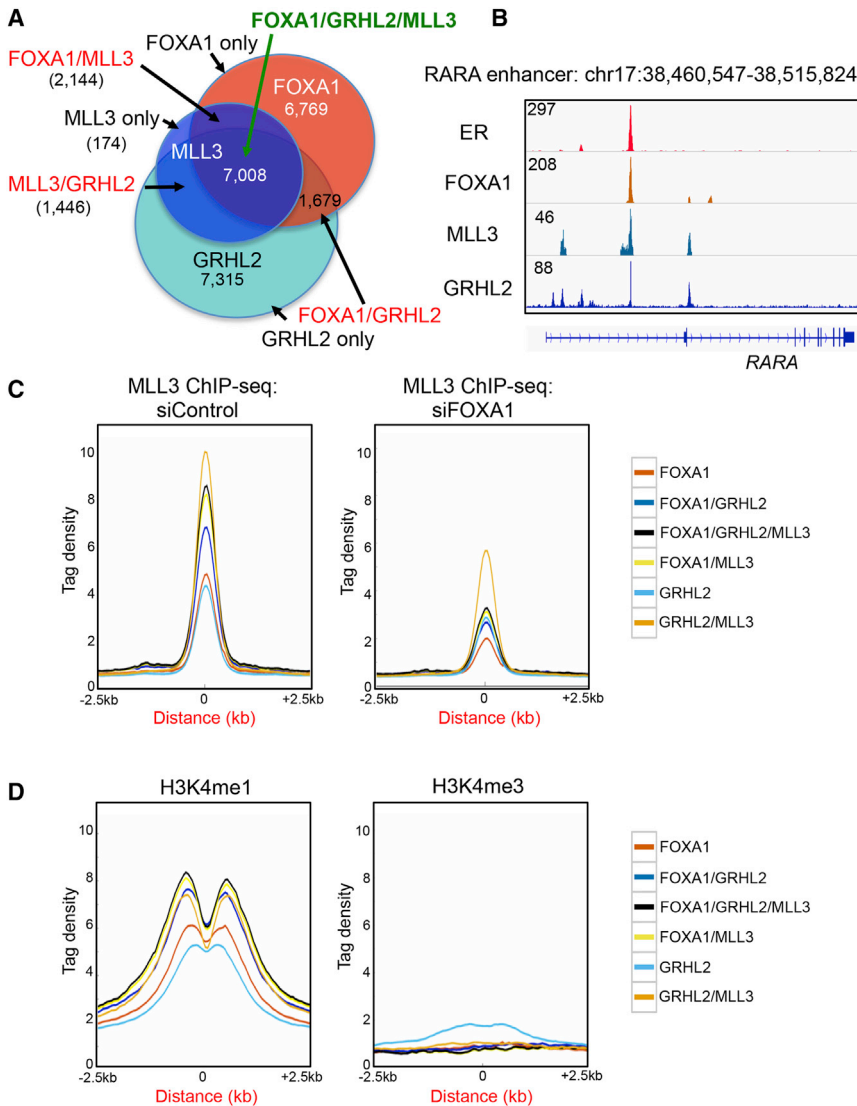 A
FOXA1/GRHL2/MLL3
FOXA1 only
FOXA1/MLL3
(2,144)
FOXA1
6,769
MLL3 only
(174)
MLL3
7,008
MLL3/GRHL2
(1,446)
1,679
GRHL2
7,315
FOXA1/GRHL2
GRHL2 only
B
RARA enhancer: chr17:38,460,547-38,515,824
ER
297
FOXA1
208
MLL3
46
GRHL2
88
RARA
C
MLL3 ChIP-seq:
siControl
Tag density
10
8
6
4
2
0
-2.5kb
0
+2.5kb
Distance (kb)
MLL3 ChIP-seq:
siFOXA1
Tag density
10
8
6
4
2
0
-2.5kb
0
+2.5kb
Distance (kb)
FOXA1
FOXA1/GRHL2
FOXA1/GRHL2/MLL3
FOXA1/MLL3
GRHL2
GRHL2/MLL3
D
H3K4me1
Tag density
10
8
6
4
2
0
-2.5kb
0
+2.5kb
Distance (kb)
H3K4me3
Tag density
10
8
6
4
2
0
-2.5kb
0
+2.5kb
Distance (kb)
FOXA1
FOXA1/GRHL2
FOXA1/GRHL2/MLL3
FOXA1/MLL3
GRHL2
GRHL2/MLL3